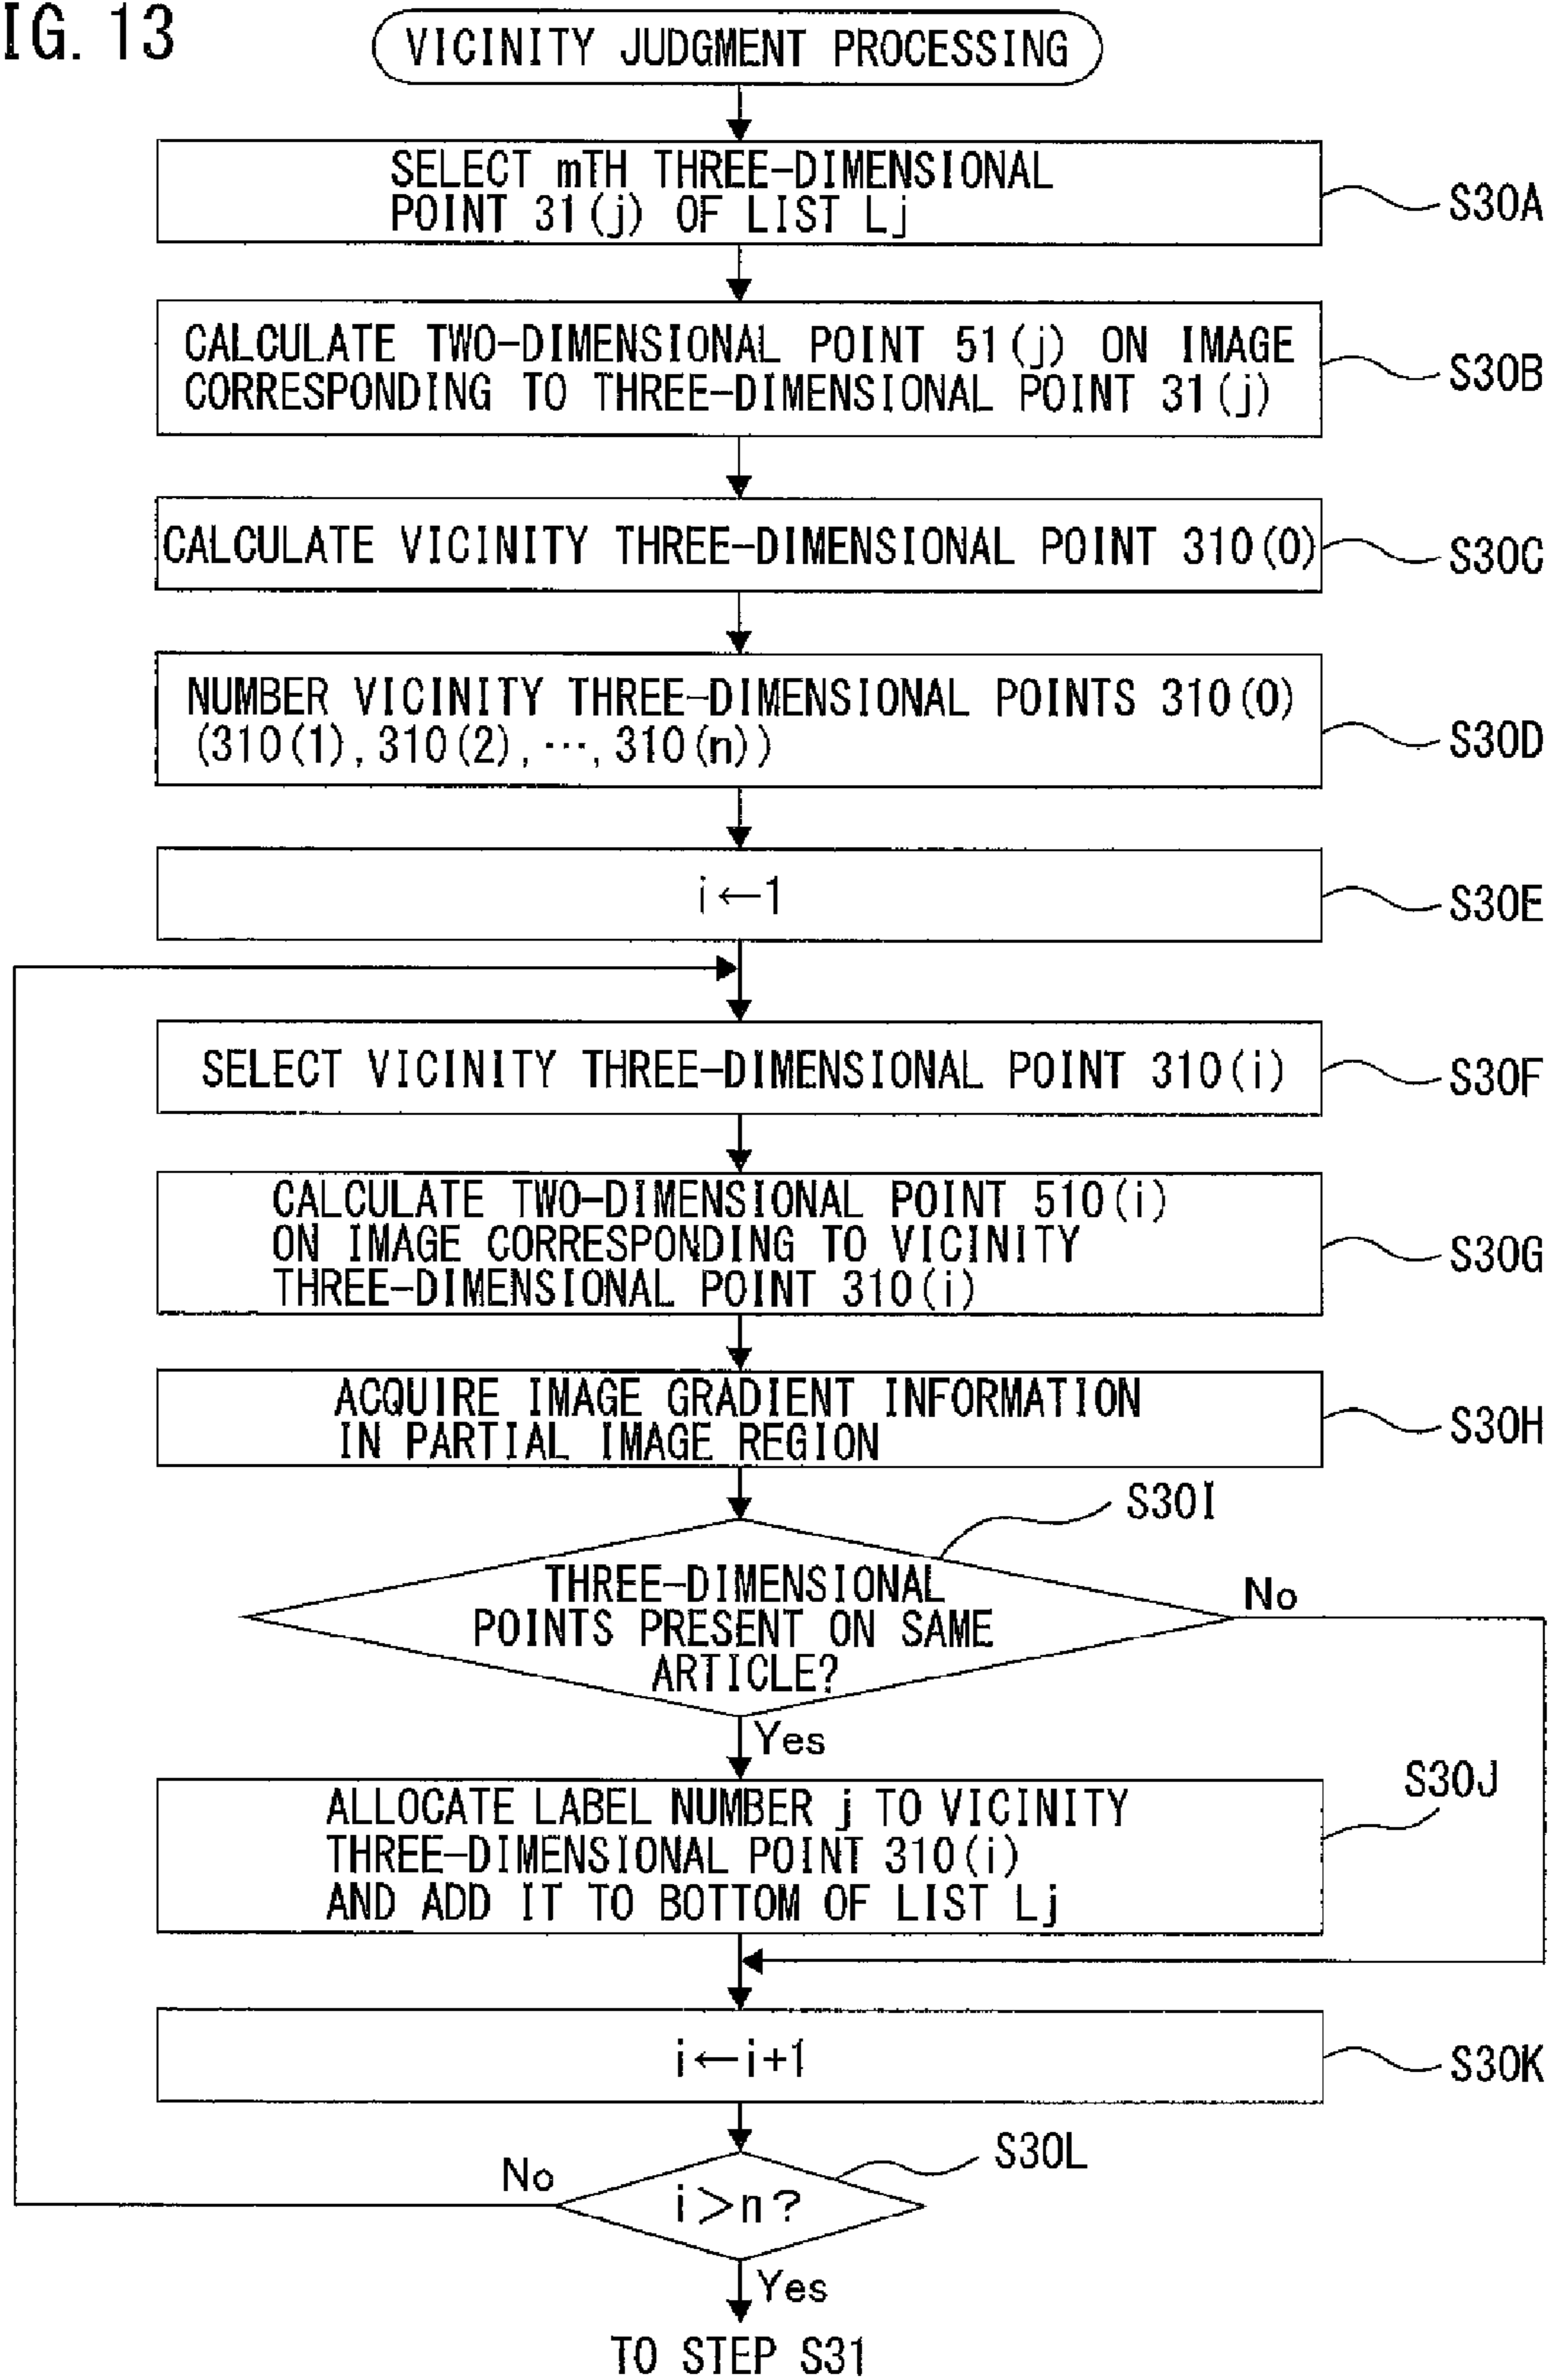 IG. 13
VICINITY JUDGMENT PROCESSING
SELECT mTH THREE-DIMENSIONAL
POINT 31(j) OF LIST Lj
S30A
CALCULATE TWO-DIMENSIONAL POINT 51(j) ON IMAGE
CORRESPONDING TO THREE-DIMENSIONAL POINT 31(j)
S30B
CALCULATE VICINITY THREE-DIMENSIONAL POINT 310(0)
S30C
NUMBER VICINITY THREE-DIMENSIONAL POINTS 310(0)
(310(1), 310(2), ⋯, 310(n))
S30D
i←1
S30E
SELECT VICINITY THREE-DIMENSIONAL POINT 310(i)
S30F
CALCULATE TWO-DIMENSIONAL POINT 510(i)
ON IMAGE CORRESPONDING TO VICINITY
THREE-DIMENSIONAL POINT 310(i)
S30G
ACQUIRE IMAGE GRADIENT INFORMATION
IN PARTIAL IMAGE REGION
S30H
S30I
THREE-DIMENSIONAL
POINTS PRESENT ON SAME
ARTICLE?
No
Yes
ALLOCATE LABEL NUMBER j TO VICINITY
THREE-DIMENSIONAL POINT 310(i)
AND ADD IT TO BOTTOM OF LIST Lj
S30J
i←i+1
S30K
S30L
No
i>n?
Yes
TO STEP S31